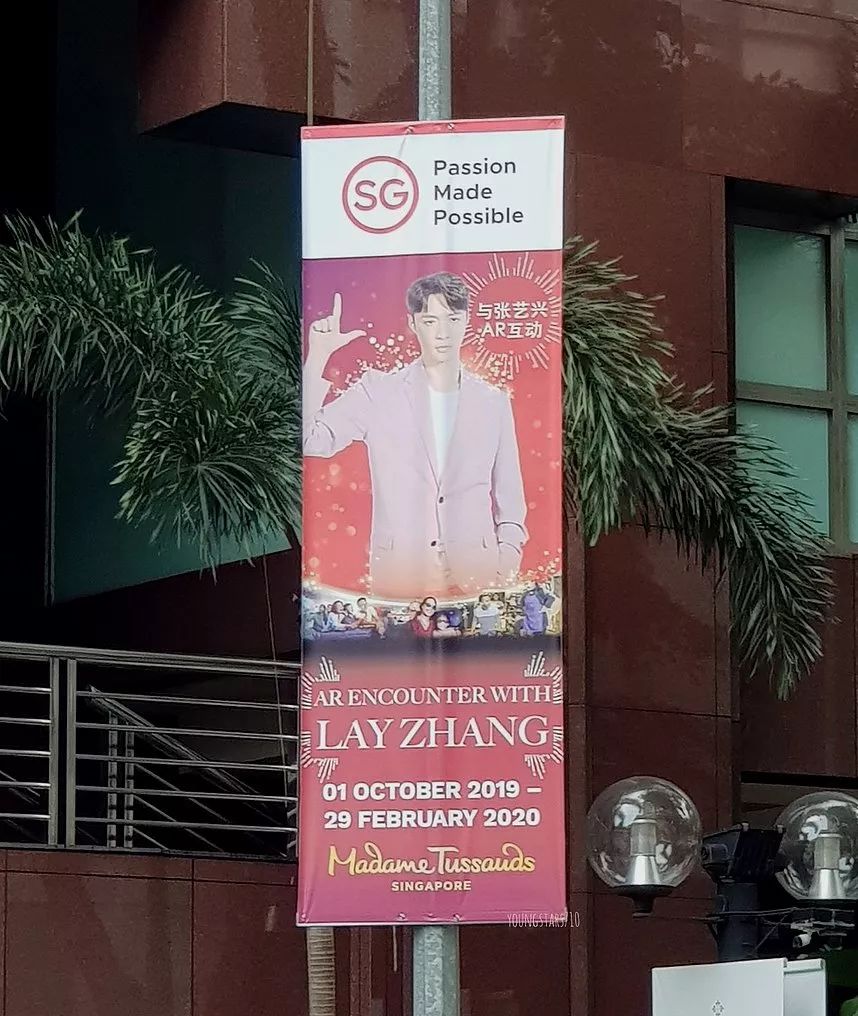 SG
Passion
Made
Possible
与张艺兴
AR互动
AR ENCOUNTER WITH
LAY ZHANG
01 OCTOBER 2019 –
29 FEBRUARY 2020
Madame Tussauds
SINGAPORE
YOUNGSTARS710